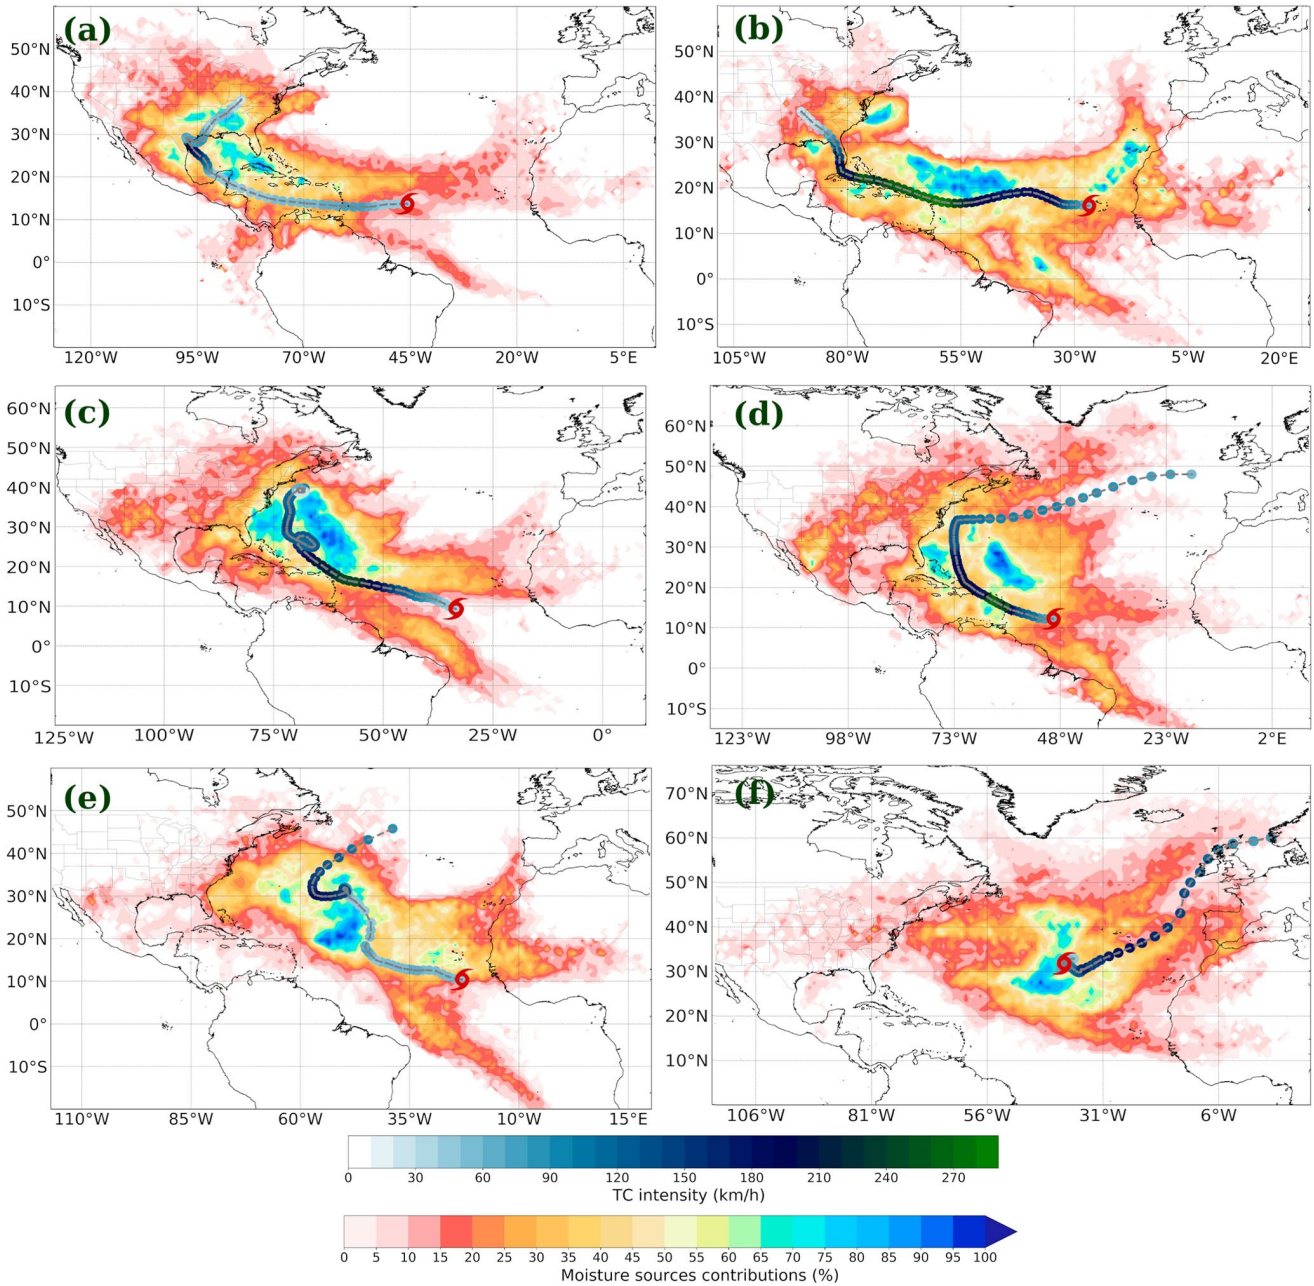 (a)
50°N
40°N
30°N
20°N
10°N
0°
10°S
120°W 95°W 70°W 45°W 20°W 5°E
(b)
50°N
40°N
30°N
20°N
10°N
0°
10°S
105°W 80°W 55°W 30°W 5°W 20°E
(c)
60°N
50°N
40°N
30°N
20°N
10°N
0°
10°S
125°W 100°W 75°W 50°W 25°W 0°
(d)
60°N
50°N
40°N
30°N
20°N
10°N
0°
10°S
123°W 98°W 73°W 48°W 23°W 2°E
(e)
50°N
40°N
30°N
20°N
10°N
0°
10°S
110°W 85°W 60°W 35°W 10°W 15°E
(f)
70°N
60°N
50°N
40°N
30°N
20°N
10°N
106°W 81°W 56°W 31°W 6°W
0 30 60 90 120 150 180 210 240 270
TC intensity (km/h)
0 5 10 15 20 25 30 35 40 45 50 55 60 65 70 75 80 85 90 95 100
Moisture sources contributions (%)